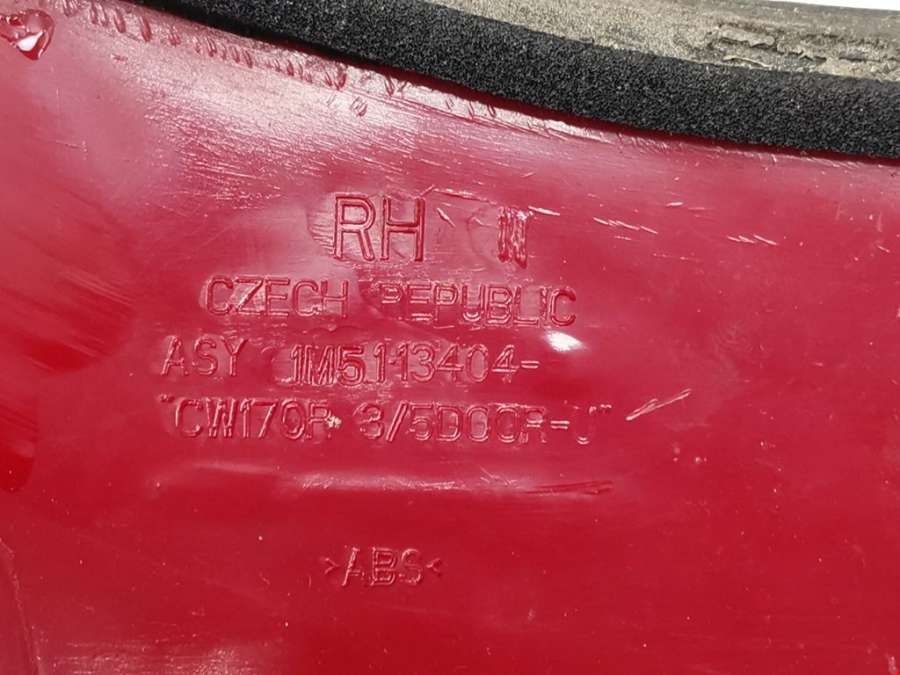 RH
CZECH REPUBLIC
ASY 1M5113404-
"CW170R 3/5DOOR-U"
>ABS<